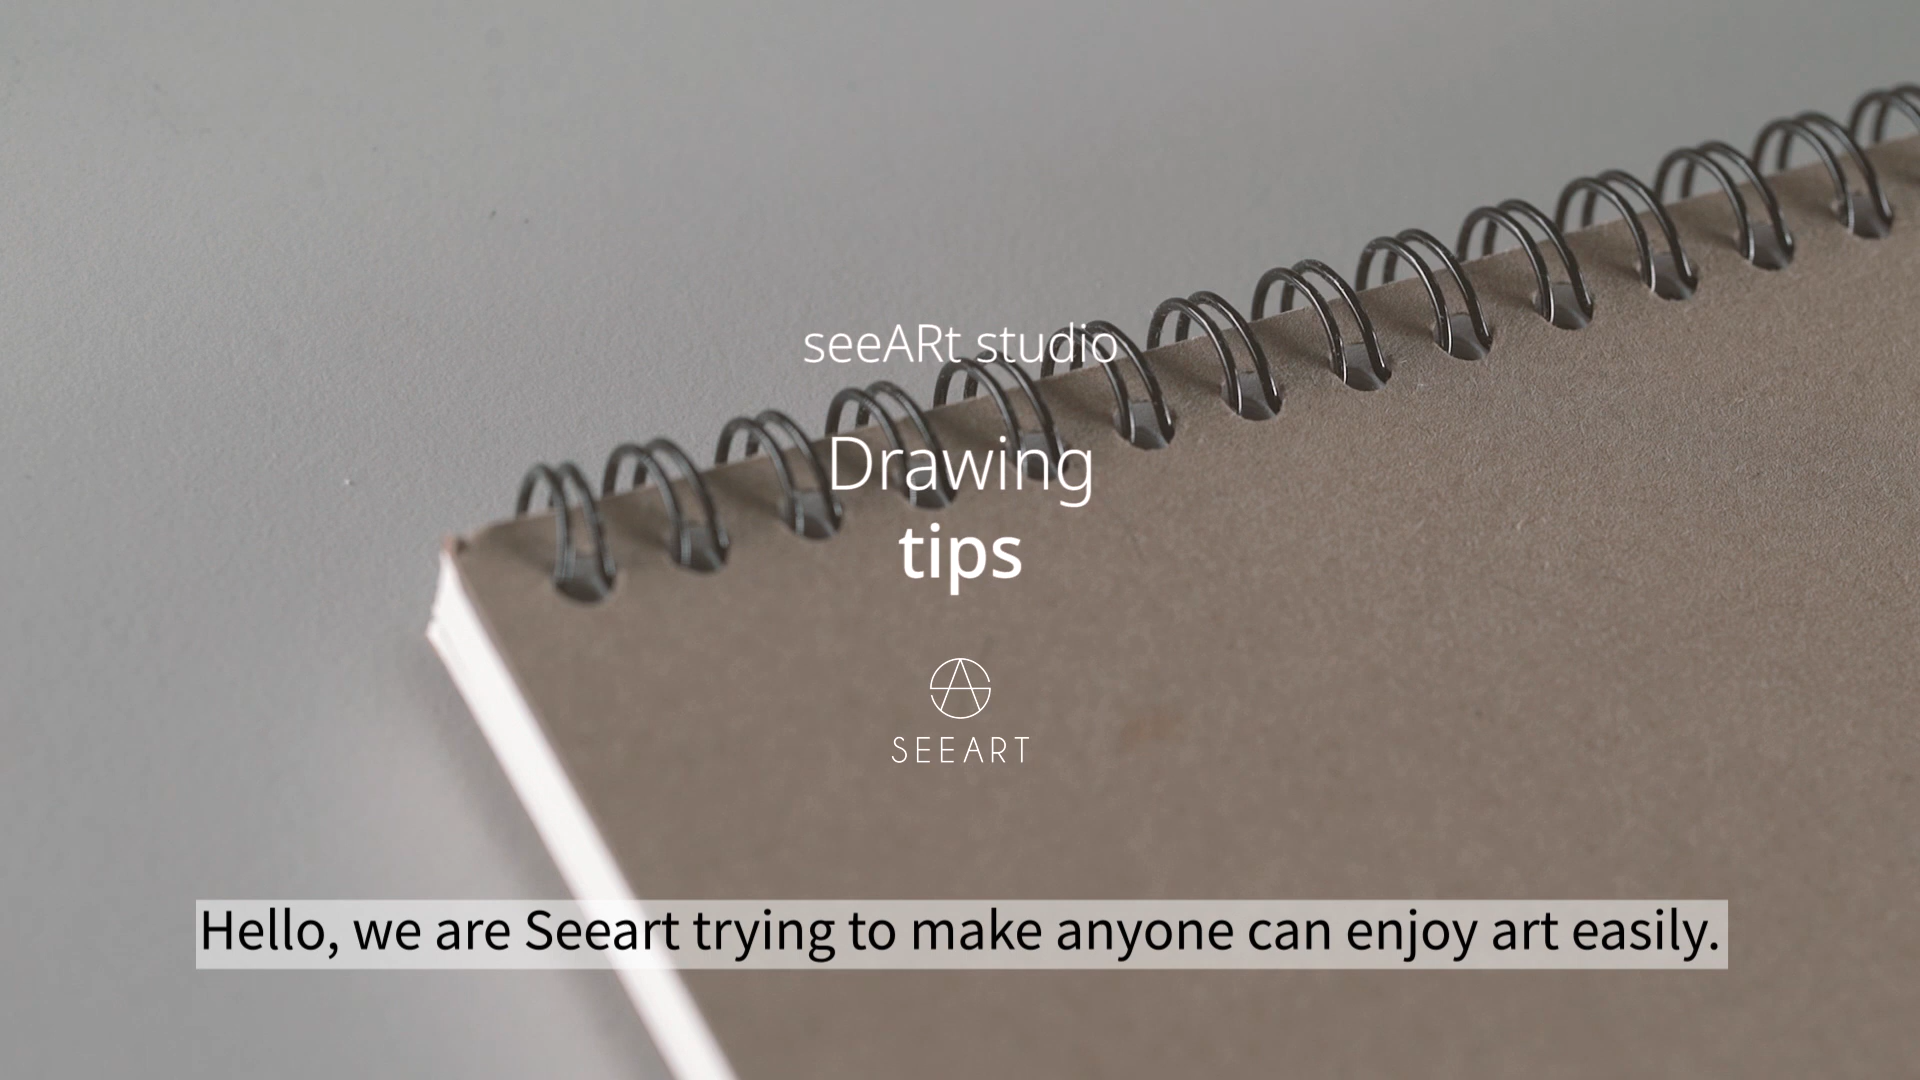 seeARt studio
Drawing
tips
SEEART
Hello, we are Seeart trying to make anyone can enjoy art easily.